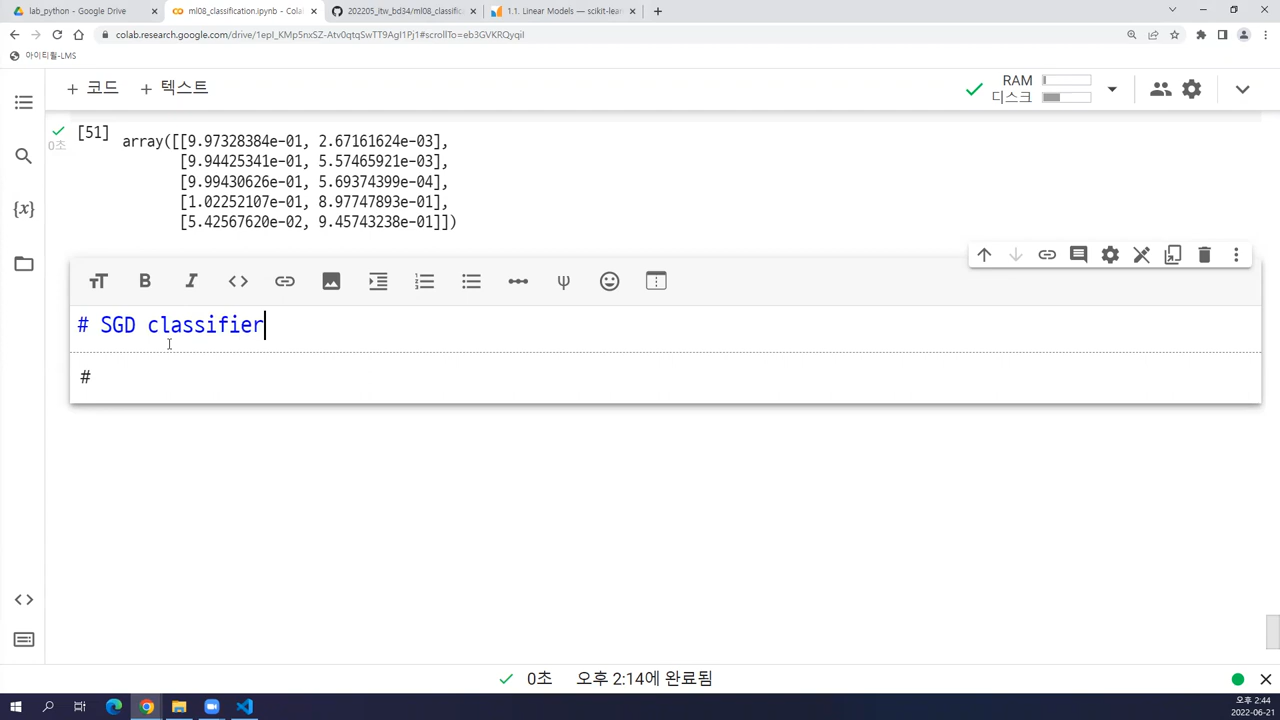 lab_python - Google Drive
ml08_classification.ipynb - Cola
202205_itw_bd34/ml08_classific
1.1. Linear Models — scikit-lear
colab.research.google.com/drive/1epI_KMp5nxSZ-Atv0qtqSwTT9AgI1Pj1#scrollTo=eb3GVKRQyqiI
아이티윌-LMS
+ 코드 + 텍스트
RAM
디스크
[51]
0초
array([[9.97328384e-01, 2.67161624e-03],
[9.94425341e-01, 5.57465921e-03],
[9.99430626e-01, 5.69374399e-04],
[1.02252107e-01, 8.97747893e-01],
[5.42567620e-02, 9.45743238e-01]])
# SGD classifier
#
0초 오후 2:14에 완료됨
오후 2:44
2022-06-21